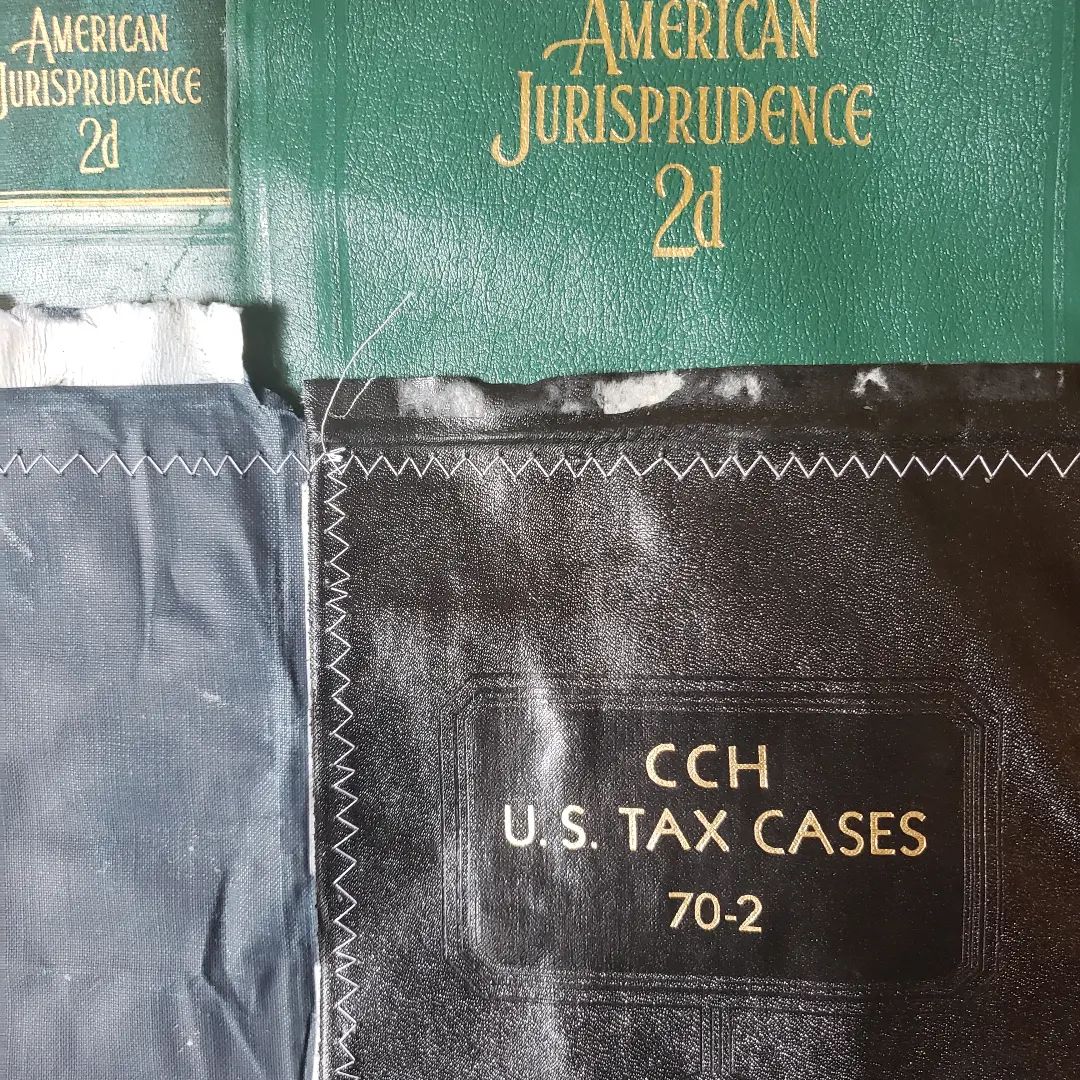 AMERICAN
JURISPRUDENCE
2d
AMERICAN
JURISPRUDENCE
2d
CCH
U.S. TAX CASES
70-2